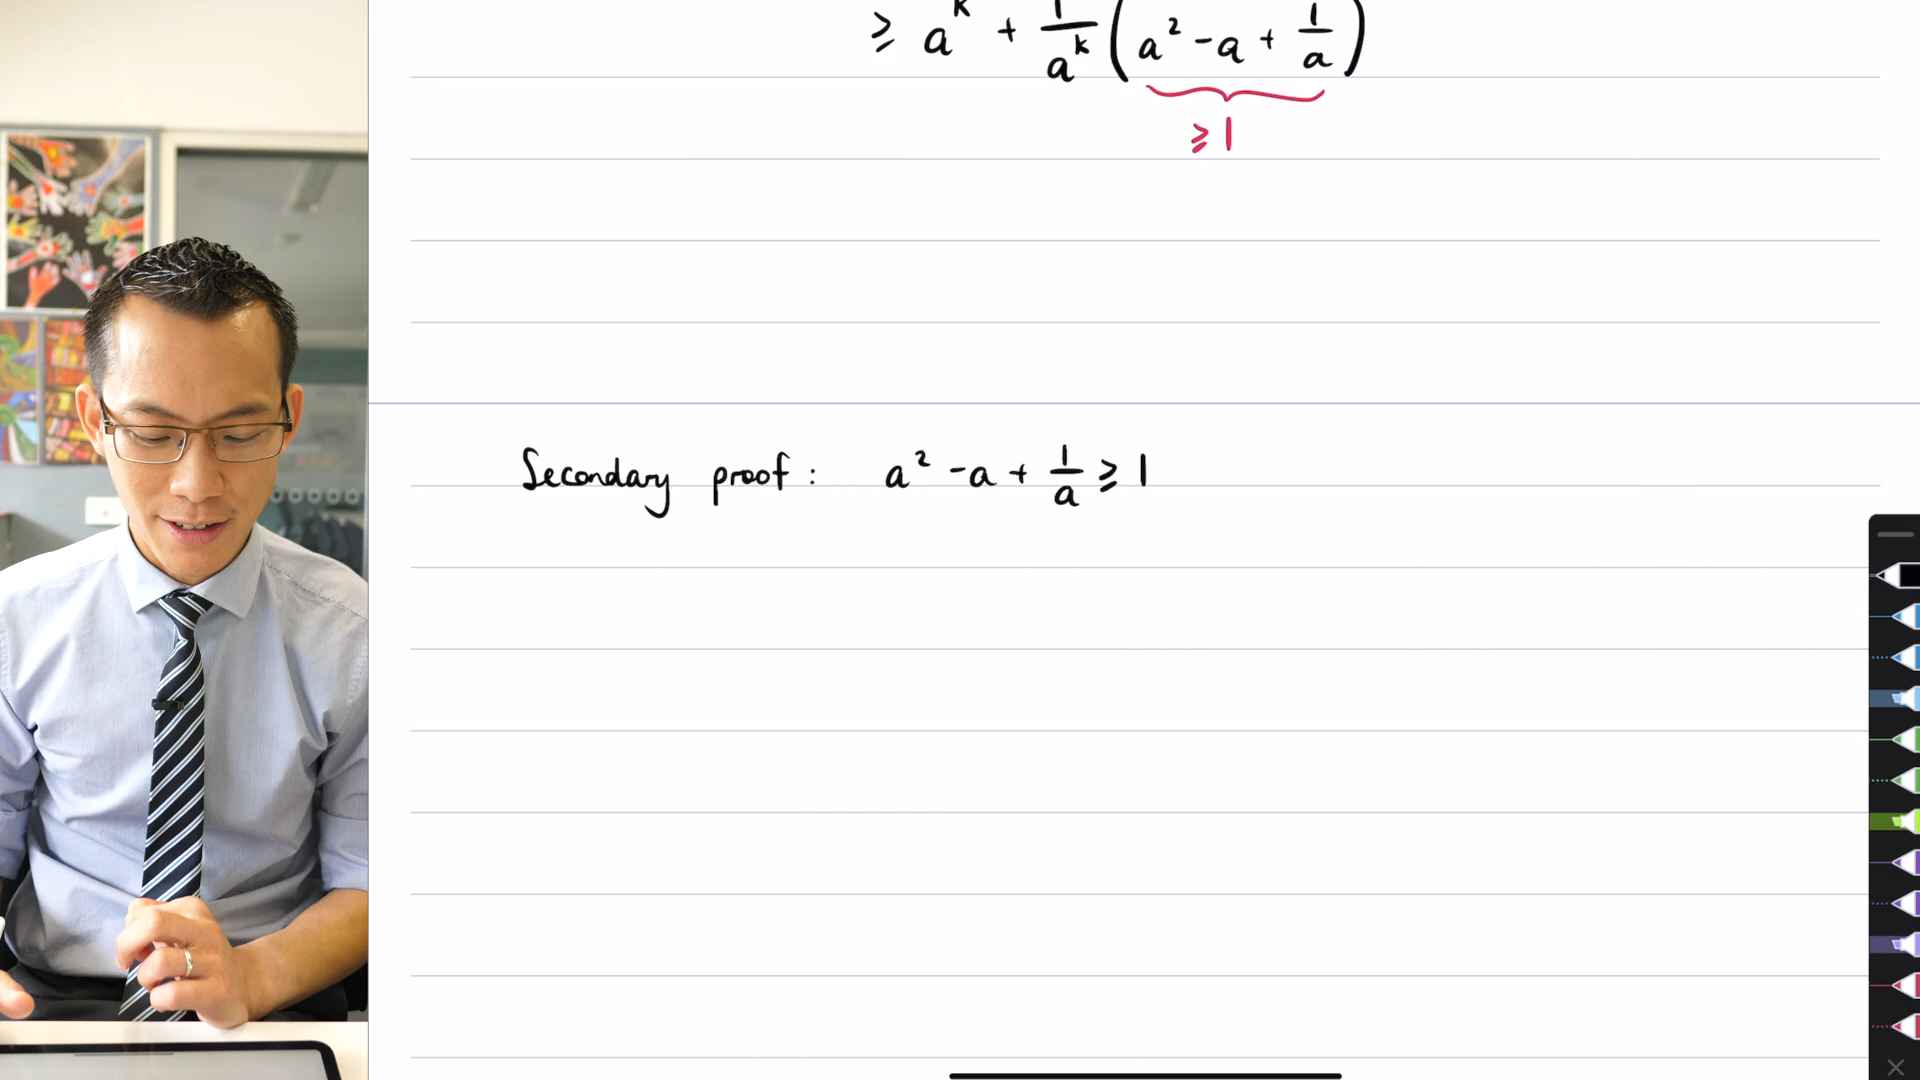 ≥ a^k + 1/a^k (a² - a + 1/a)
≥ 1
Secondary proof : a² - a + 1/a ≥ 1